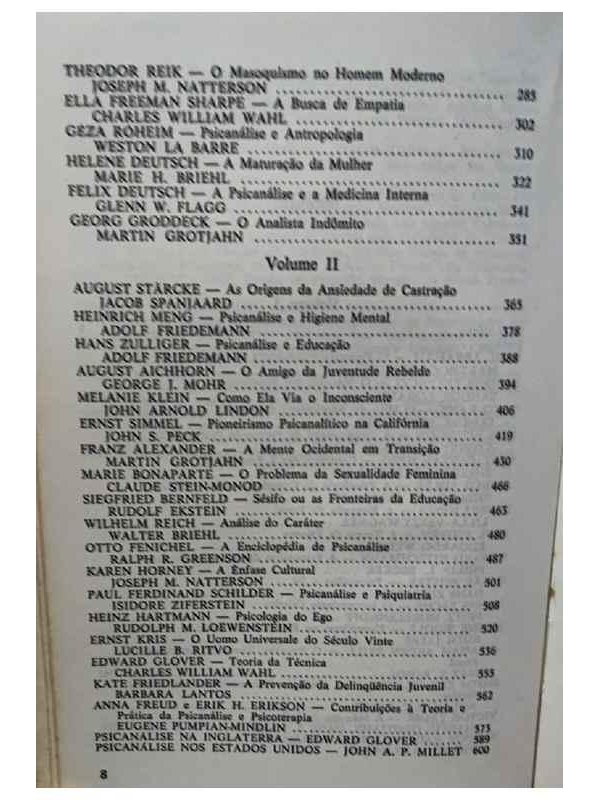 THEODOR REIK — O Masoquismo no Homem Moderno
JOSEPH M. NATTERSON ........ 283
ELLA FREEMAN SHARPE — A Busca de Empatia
CHARLES WILLIAM WAHL ........ 302
GÉZA RÓHEIM — Psicanálise e Antropologia
WESTON LA BARRE ........ 310
HELENE DEUTSCH — A Maturação da Mulher
MARIE H. BRIEHL ........ 322
FELIX DEUTSCH — A Psicanálise e a Medicina Interna
GLENN W. FLAGG ........ 341
GEORG GRODDECK — O Analista Indômito
MARTIN GROTJAHN ........ 351
Volume II
AUGUST STÄRCKE — As Origens da Ansiedade de Castração
JACOB SPANJAARD ........ 365
HEINRICH MENG — Psicanálise e Higiene Mental
ADOLF FRIEDEMANN ........ 378
HANS ZULLIGER — Psicanálise e Educação
ADOLF FRIEDEMANN ........ 388
AUGUST AICHHORN — O Amigo da Juventude Rebelde
GEORGE J. MOHR ........ 394
MELANIE KLEIN — Como Ela Via o Inconsciente
JOHN ARNOLD LINDON ........ 406
ERNST SIMMEL — Pioneirismo Psicanalítico na Califórnia
JOHN S. PECK ........ 419
FRANZ ALEXANDER — A Mente Ocidental em Transição
MARTIN GROTJAHN ........ 430
MARIE BONAPARTE — O Problema da Sexualidade Feminina
CLAUDE STEIN-MONOD ........ 466
SIEGFRIED BERNFELD — Sésifo ou as Fronteiras da Educação
RUDOLF EKSTEIN ........ 463
WILHELM REICH — Análise do Caráter
WALTER BRIEHL ........ 480
OTTO FENICHEL — A Enciclopédia de Psicanálise
RALPH R. GREENSON ........ 487
KAREN HORNEY — A Ênfase Cultural
JOSEPH M. NATTERSON ........ 501
PAUL FERDINAND SCHILDER — Psicanálise e Psiquiatria
ISIDORE ZIFERSTEIN ........ 508
HEINZ HARTMANN — Psicologia do Ego
RUDOLPH M. LOEWENSTEIN ........ 520
ERNST KRIS — O Uomo Universale do Século Vinte
LUCILLE B. RITVO ........ 536
EDWARD GLOVER — Teoria da Técnica
CHARLES WILLIAM WAHL ........ 553
KATE FRIEDLANDER — A Prevenção da Delinqüência Juvenil
BARBARA LANTOS ........ 562
ANNA FREUD e ERIK H. ERIKSON — Contribuições à Teoria e
Prática da Psicanálise e Psicoterapia
EUGENE PUMPIAN-MINDLIN ........ 573
PSICANÁLISE NA INGLATERRA — EDWARD GLOVER ...... 589
PSICANÁLISE NOS ESTADOS UNIDOS — JOHN A. P. MILLET 600
8